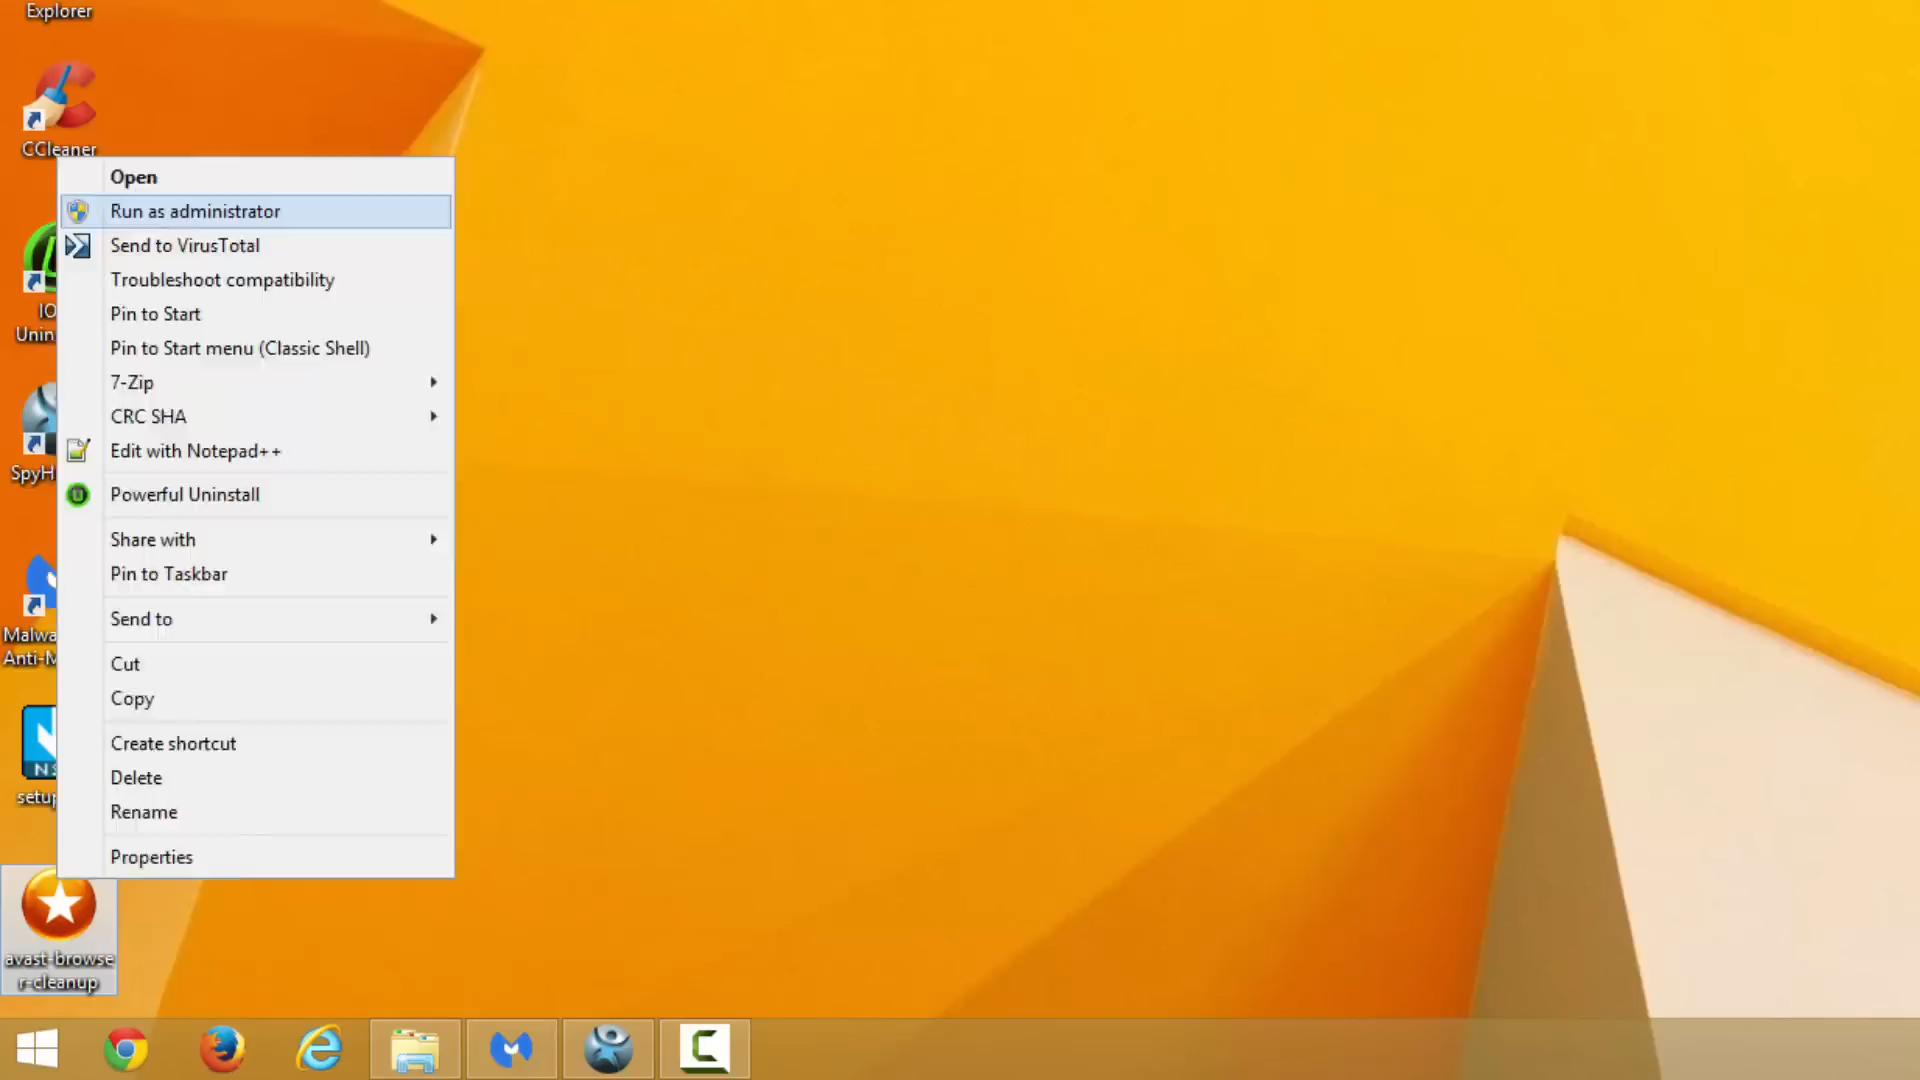 Explorer
CCleaner
Open
Run as administrator
Send to VirusTotal
Troubleshoot compatibility
Pin to Start
Pin to Start menu (Classic Shell)
7-Zip
CRC SHA
Edit with Notepad++
Powerful Uninstall
Share with
Pin to Taskbar
Send to
Cut
Copy
Create shortcut
Delete
Rename
Properties
IO
Unin
SpyH
Malwa
Anti-M
NS
setup
avast-browse
r-cleanup